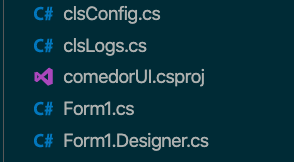 C# clsConfig.cs
C# clsLogs.cs
comedorUI.csproj
C# Form1.cs
C# Form1.Designer.cs